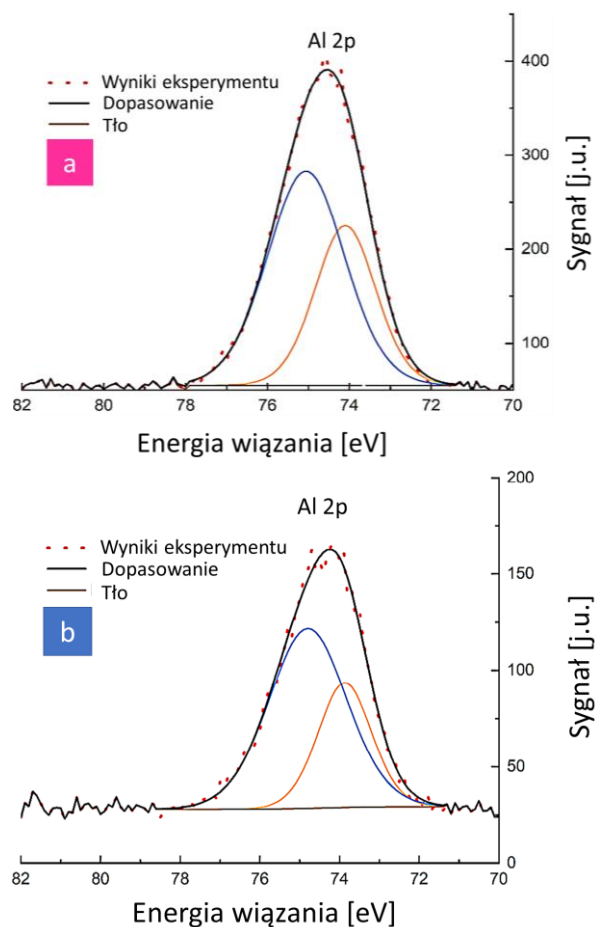 Al 2p
Wyniki eksperymentu
Dopasowanie
Tło
a
400
300
200
100
Sygnał [j.u.]
82 80 78 76 74 72 70
Energia wiązania [eV]
Al 2p
Wyniki eksperymentu
Dopasowanie
Tło
b
200
150
100
50
0
Sygnał [j.u.]
82 80 78 76 74 72 70
Energia wiązania [eV]